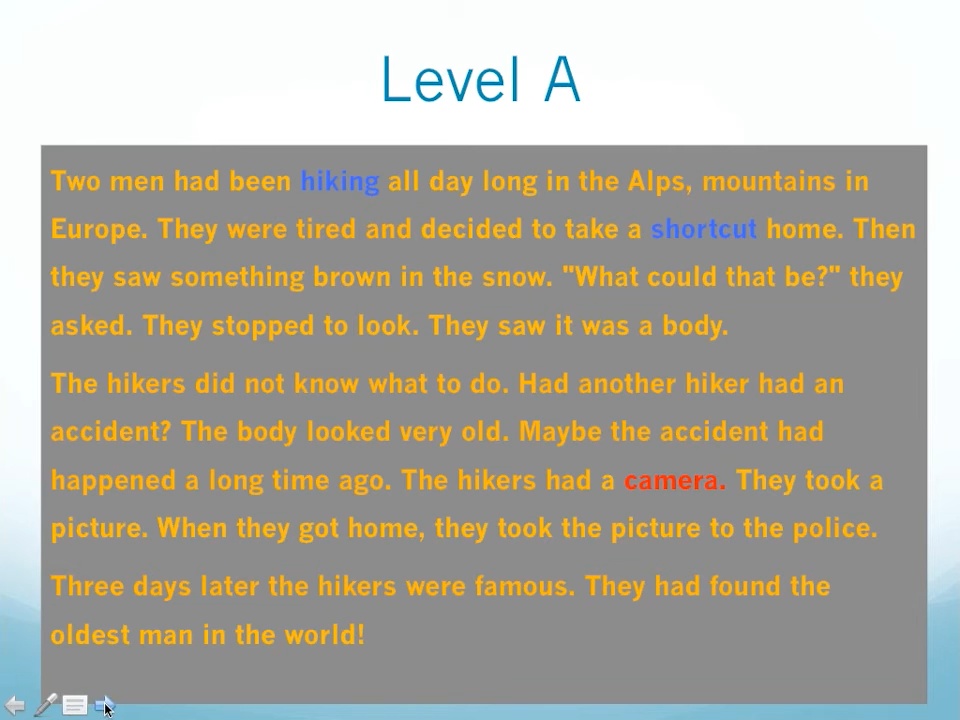 Level A
Two men had been hiking all day long in the Alps, mountains in
Europe. They were tired and decided to take a shortcut home. Then
they saw something brown in the snow. "What could that be?" they
asked. They stopped to look. They saw it was a body.
The hikers did not know what to do. Had another hiker had an
accident? The body looked very old. Maybe the accident had
happened a long time ago. The hikers had a camera. They took a
picture. When they got home, they took the picture to the police.
Three days later the hikers were famous. They had found the
oldest man in the world!